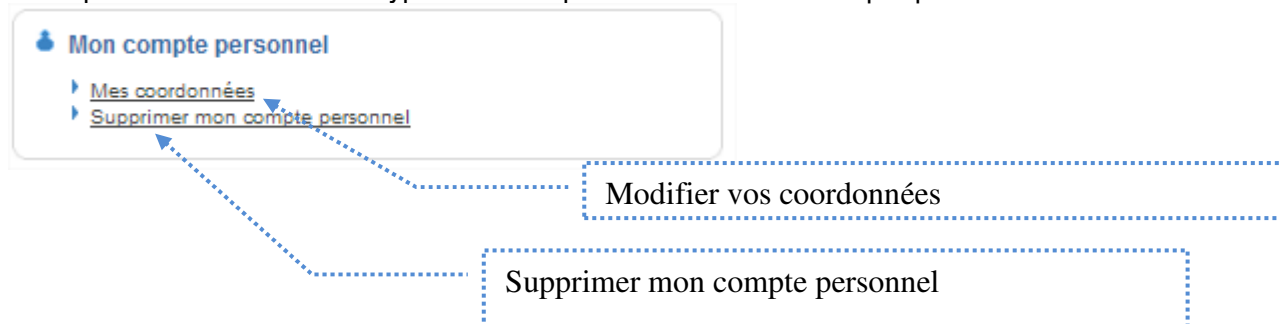 Mon compte personnel
Mes coordonnées
Supprimer mon compte personnel
Modifier vos coordonnées
Supprimer mon compte personnel